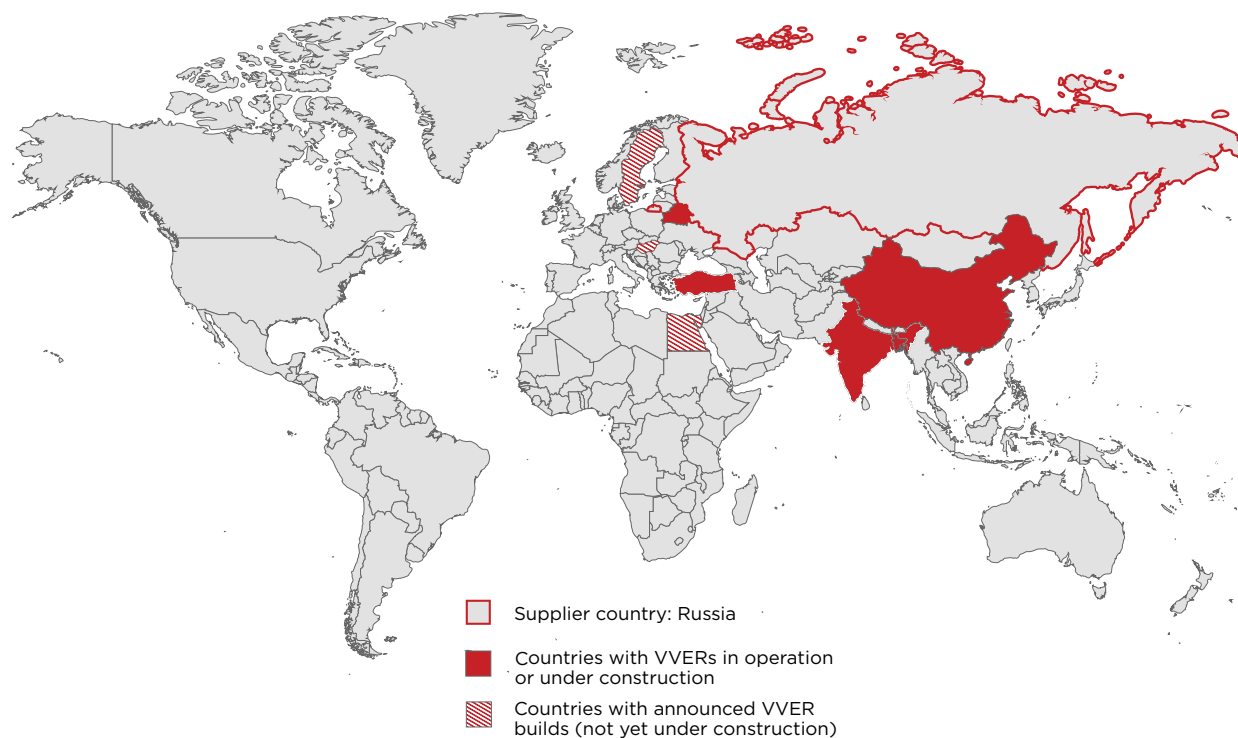 Supplier country: Russia
Countries with VVERs in operation
or under construction
Countries with announced VVER
builds (not yet under construction)